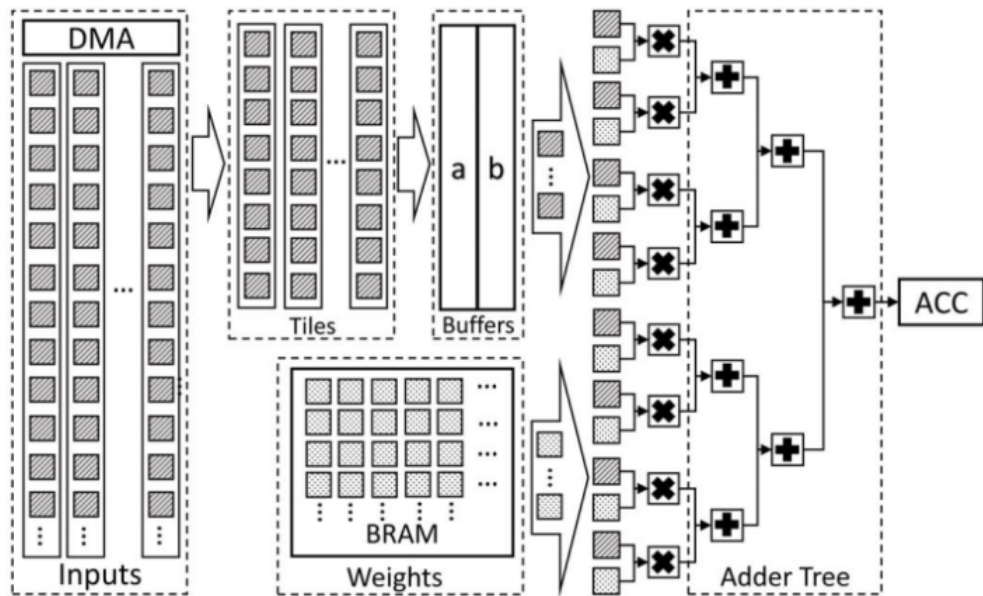 DMA
Inputs
Tiles
a b
Buffers
BRAM
Weights
Adder Tree
ACC